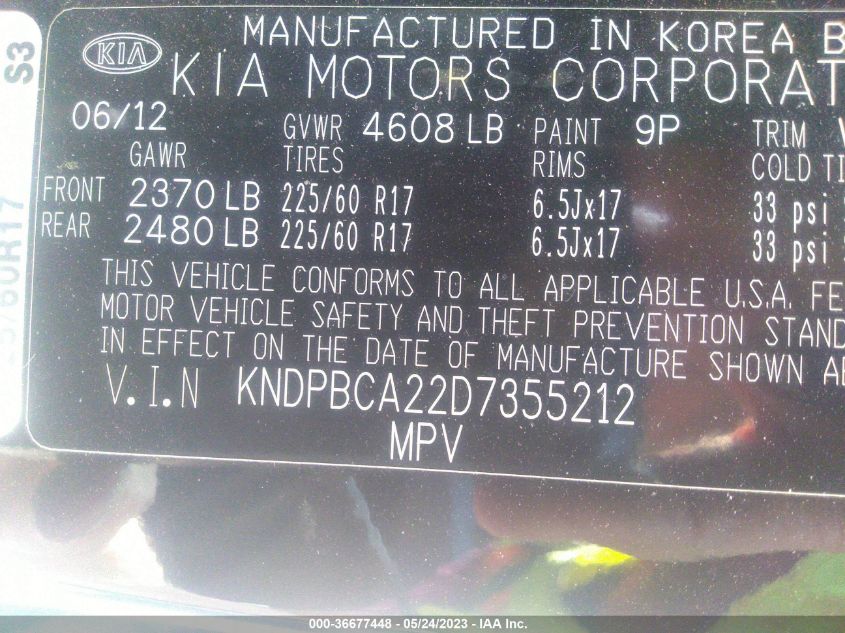 S3
KIA
MANUFACTURED IN KOREA B
KIA MOTORS CORPORAT
06/12 GVWR 4608 LB PAINT 9P TRIM
GAWR TIRES RIMS COLD TI
FRONT 2370 LB 225/60 R17 6.5Jx17 33 psi
REAR 2480 LB 225/60 R17 6.5Jx17 33 psi
THIS VEHICLE CONFORMS TO ALL APPLICABLE U.S.A. FE
MOTOR VEHICLE SAFETY AND THEFT PREVENTION STAND
IN EFFECT ON THE DATE OF MANUFACTURE SHOWN AB
V.I.N KNDPBCA22D7355212
MPV
000-36677448 - 05/24/2023 - IAA Inc.